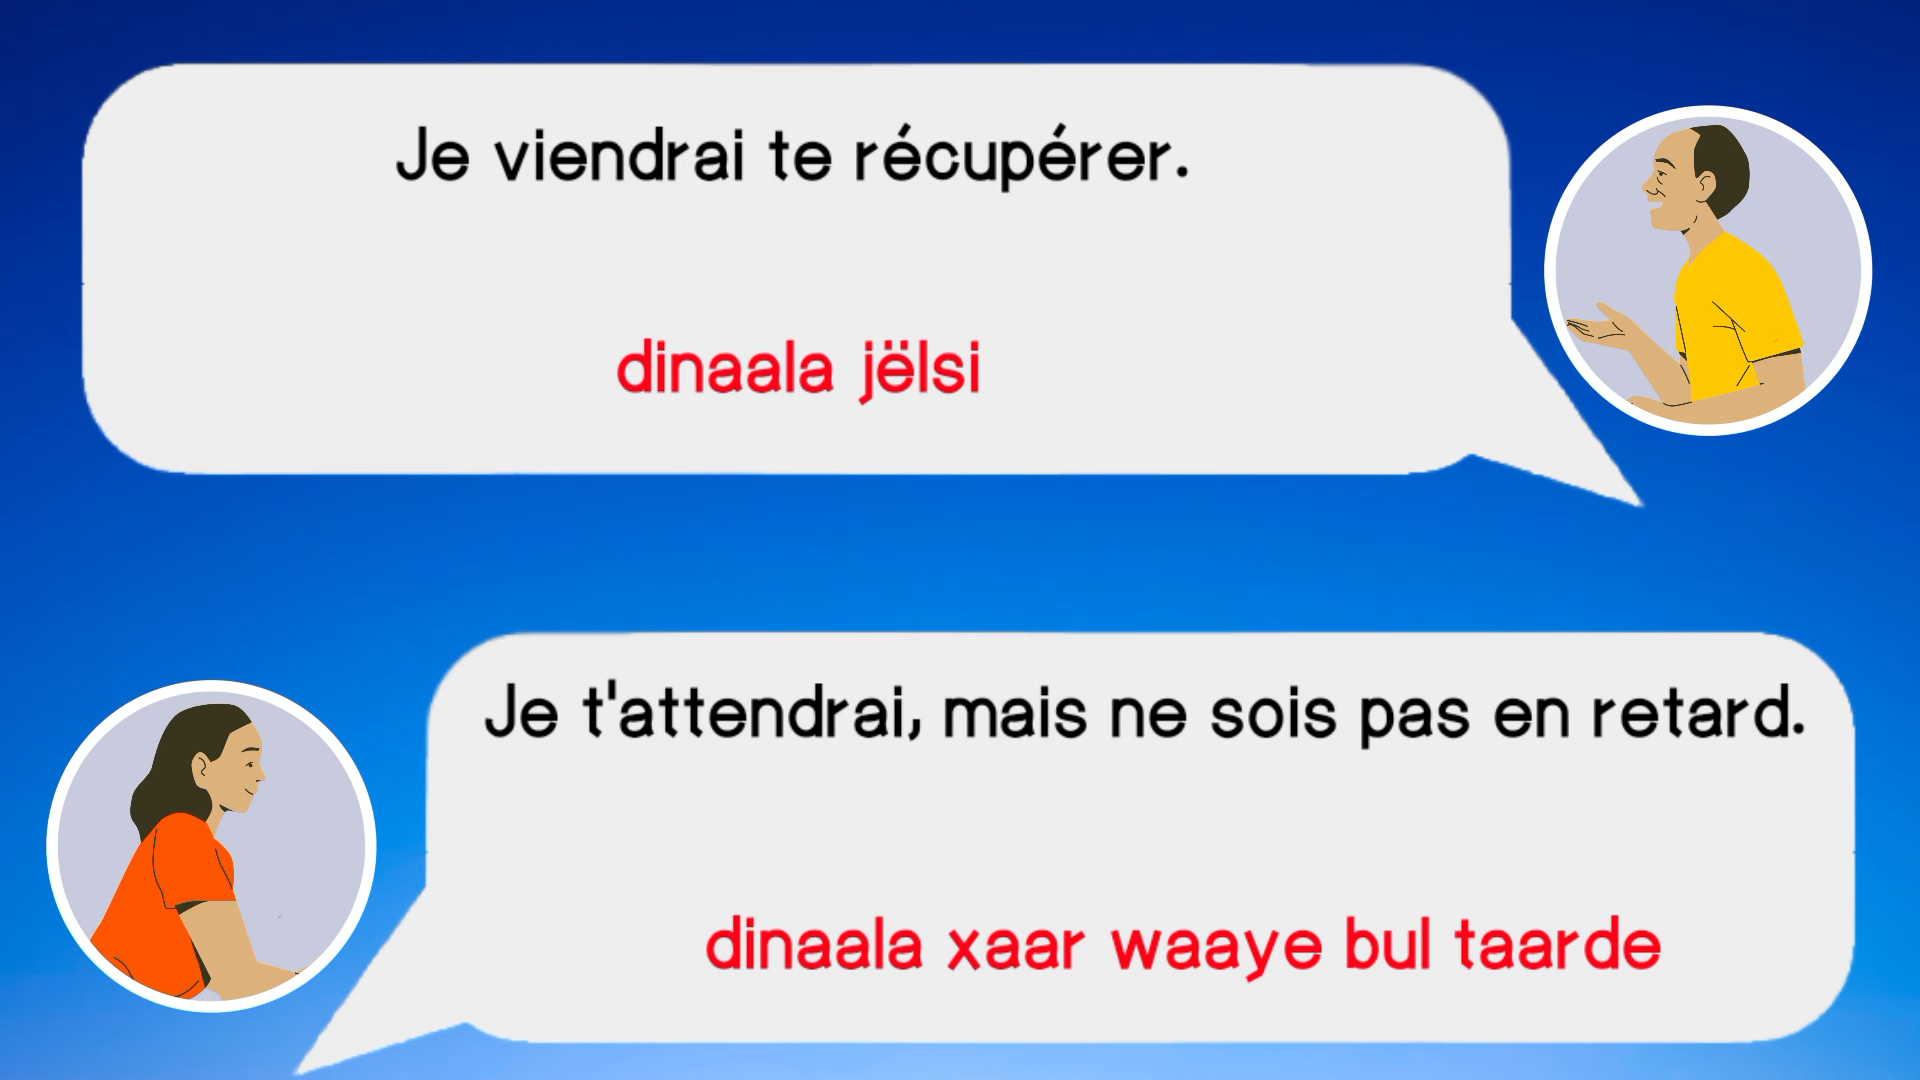 Je viendrai te récupérer.
dinaala jëlsi
Je t'attendrai, mais ne sois pas en retard.
dinaala xaar waaye bul taarde